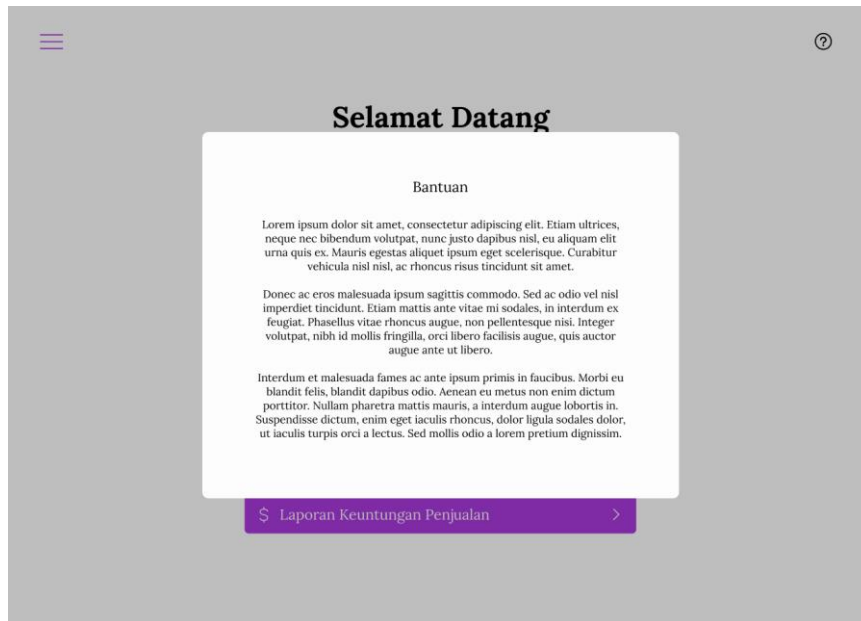 Selamat Datang
Bantuan
Lorem ipsum dolor sit amet, consectetur adipiscing elit. Etiam ultrices,
neque nec bibendum volutpat, nunc justo dapibus nisl, eu aliquam elit
urna quis ex. Mauris egestas aliquet ipsum eget scelerisque. Curabitur
vehicula nisl nisl, ac rhoncus risus tincidunt sit amet.
Donec ac eros malesuada ipsum sagittis commodo. Sed ac odio vel nisl
imperdiet tincidunt. Etiam mattis ante vitae mi sodales, in interdum ex
feugiat. Phasellus vitae rhoncus augue, non pellentesque nisi. Integer
volutpat, nibh id mollis fringilla, orci libero facilisis augue, quis auctor
augue ante ut libero.
Interdum et malesuada fames ac ante ipsum primis in faucibus. Morbi eu
blandit felis, blandit dapibus odio. Aenean eu metus non enim dictum
porttitor. Nullam pharetra mattis mauris, a interdum augue lobortis in.
Suspendisse dictum, enim eget iaculis rhoncus, dolor ligula sodales dolor,
ut iaculis turpis orci a lectus. Sed mollis odio a lorem pretium dignissim.
$ Laporan Keuntungan Penjualan